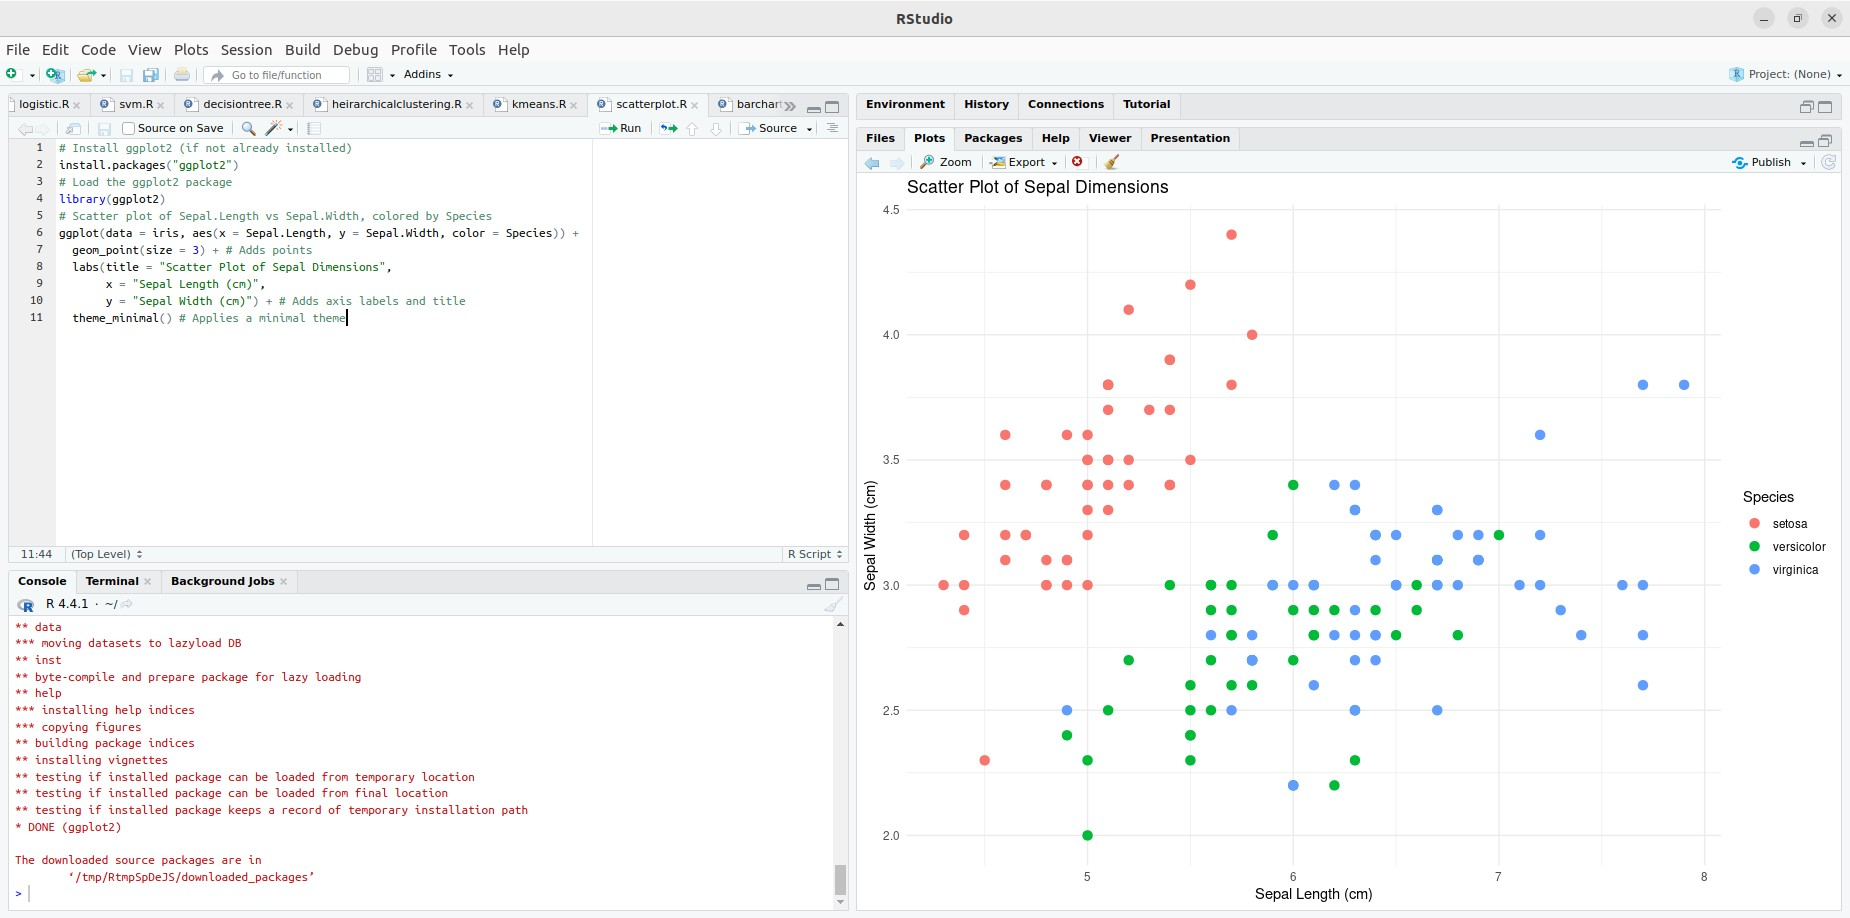 RStudio
File Edit Code View Plots Session Build Debug Profile Tools Help
Go to file/function Addins Project: (None)
logistic.R svm.R decisiontree.R heirarchicalclustering.R kmeans.R scatterplot.R barchar
Source on Save Run Source
1 # Install ggplot2 (if not already installed)
2 install.packages("ggplot2")
3 # Load the ggplot2 package
4 library(ggplot2)
5 # Scatter plot of Sepal.Length vs Sepal.Width, colored by Species
6 ggplot(data = iris, aes(x = Sepal.Length, y = Sepal.Width, color = Species)) +
7 geom_point(size = 3) + # Adds points
8 labs(title = "Scatter Plot of Sepal Dimensions",
9 x = "Sepal Length (cm)",
10 y = "Sepal Width (cm)") + # Adds axis labels and title
11 theme_minimal() # Applies a minimal theme
11:44 (Top Level) R Script
Console Terminal Background Jobs
R 4.4.1 · ~/
** data
*** moving datasets to lazyload DB
** inst
** byte-compile and prepare package for lazy loading
** help
*** installing help indices
*** copying figures
** building package indices
** installing vignettes
** testing if installed package can be loaded from temporary location
** testing if installed package can be loaded from final location
** testing if installed package keeps a record of temporary installation path
* DONE (ggplot2)
The downloaded source packages are in
‘/tmp/RtmpSpDeJS/downloaded_packages’
>
Environment History Connections Tutorial
Files Plots Packages Help Viewer Presentation
Zoom Export Publish
Scatter Plot of Sepal Dimensions
4.5
4.0
3.5
3.0
2.5
2.0
Sepal Width (cm)
5 6 7 8
Sepal Length (cm)
Species
setosa
versicolor
virginica